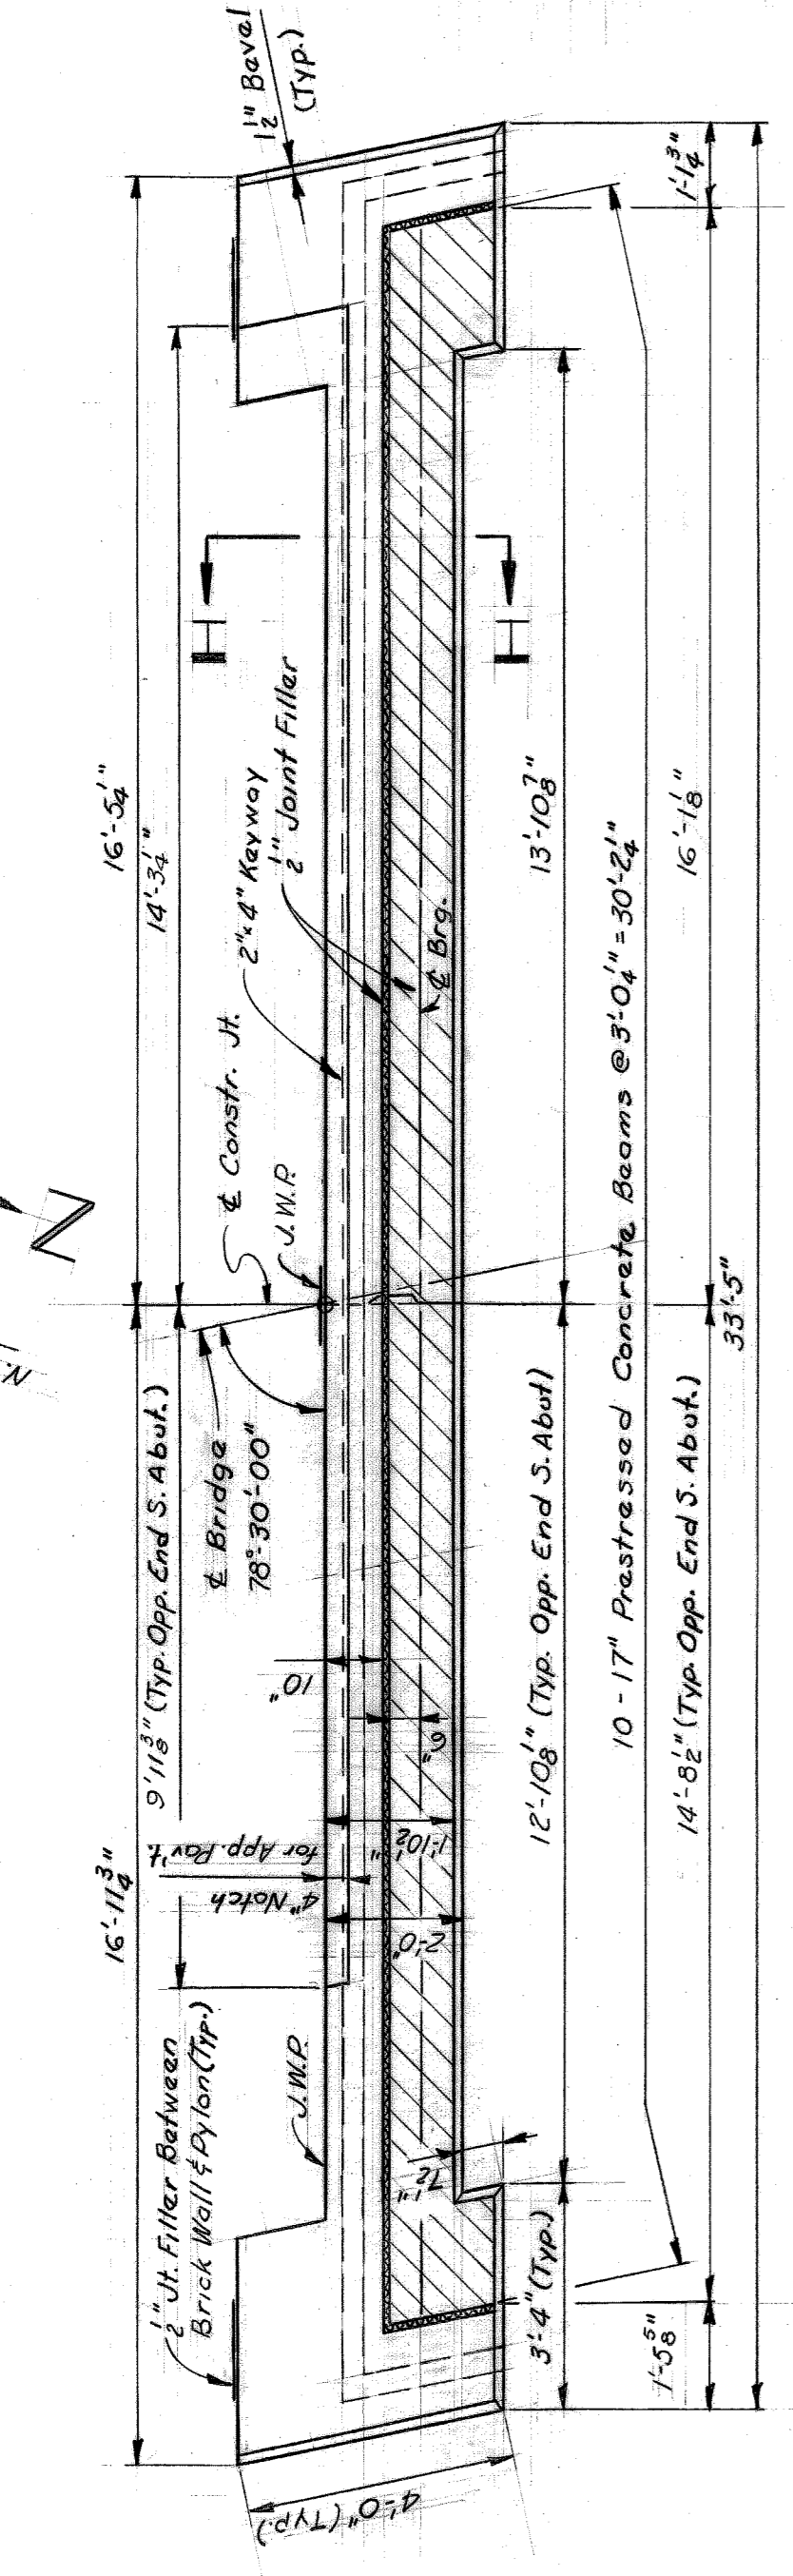 1/2" Bevel
(Typ.)
16'-5 1/4"
14'-3 1/4"
1'-1 3/4"
H
H
2"x4" Keyway
1/2" Joint Filler
13'-10 7/8"
16'-1 1/8"
℄ Brg.
℄ Constr. Jt.
J.W.P.
10 - 17" Prestressed Concrete Beams @ 3'-0 1/4" = 30'-2 1/4"
33'-5"
N
N.
℄ Bridge
78°-30'-00"
9'11 3/8" (Typ. Opp. End S. Abut.)
16'-11 3/4"
10"
6"
1'-10 1/2"
2'-0"
4" Notch
for App. Pav't.
12'-10 1/8" (Typ. Opp. End S. Abut)
14'-8 1/2" (Typ. Opp. End S. Abut.)
1/2" Jt. Filler Between
Brick Wall & Pylon (Typ.)
J.W.P.
7 1/2"
3'-4" (Typ.)
1'-5 5/8"
4'-0" (Typ.)